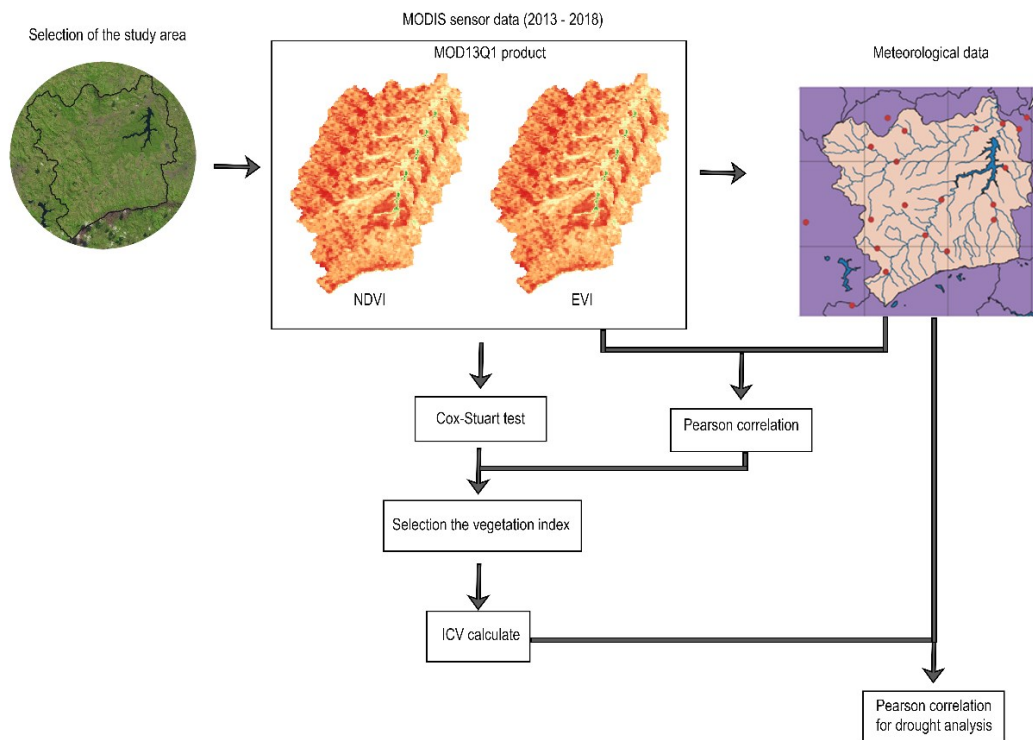 MODIS sensor data (2013 - 2018)
Selection of the study area
MOD13Q1 product
Meteorological data
NDVI
EVI
Cox-Stuart test
Pearson correlation
Selection the vegetation index
ICV calculate
Pearson correlation
for drought analysis